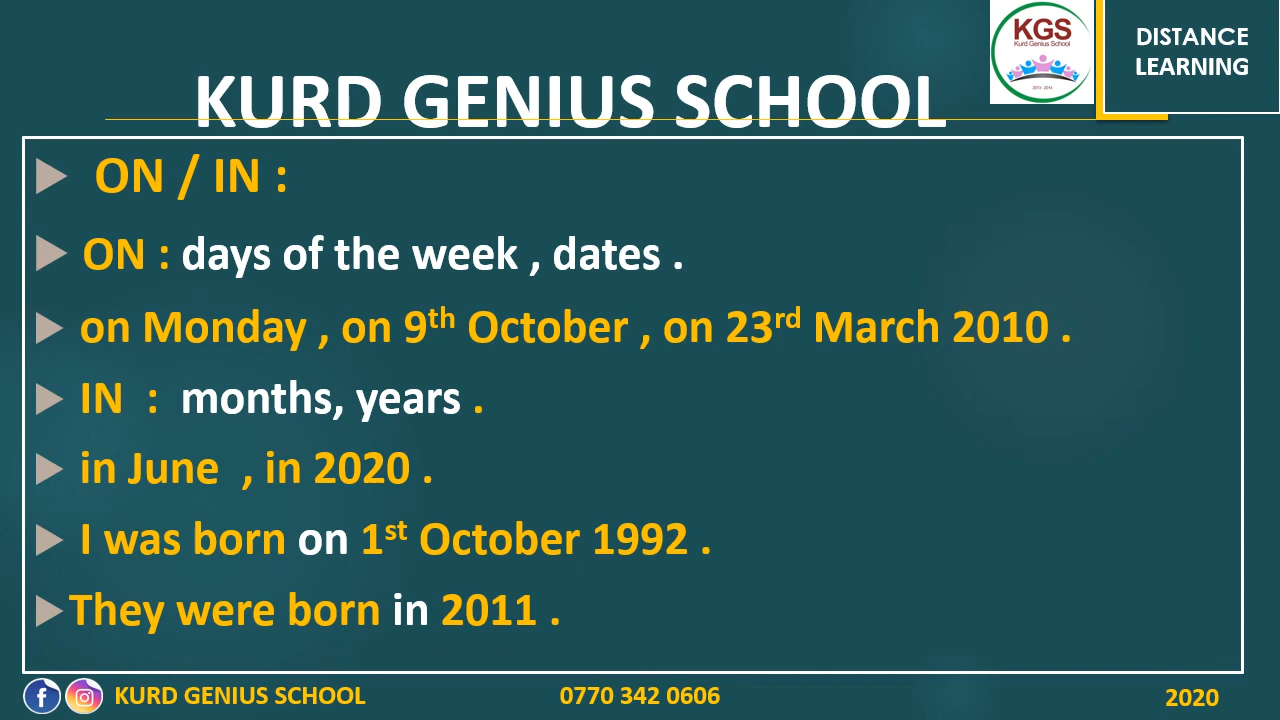 KGS
Kurd Genius School
2013 - 2014
DISTANCE
LEARNING
KURD GENIUS SCHOOL
ON / IN :
ON : days of the week , dates .
on Monday , on 9th October , on 23rd March 2010 .
IN : months, years .
in June , in 2020 .
I was born on 1st October 1992 .
They were born in 2011 .
KURD GENIUS SCHOOL
0770 342 0606
2020